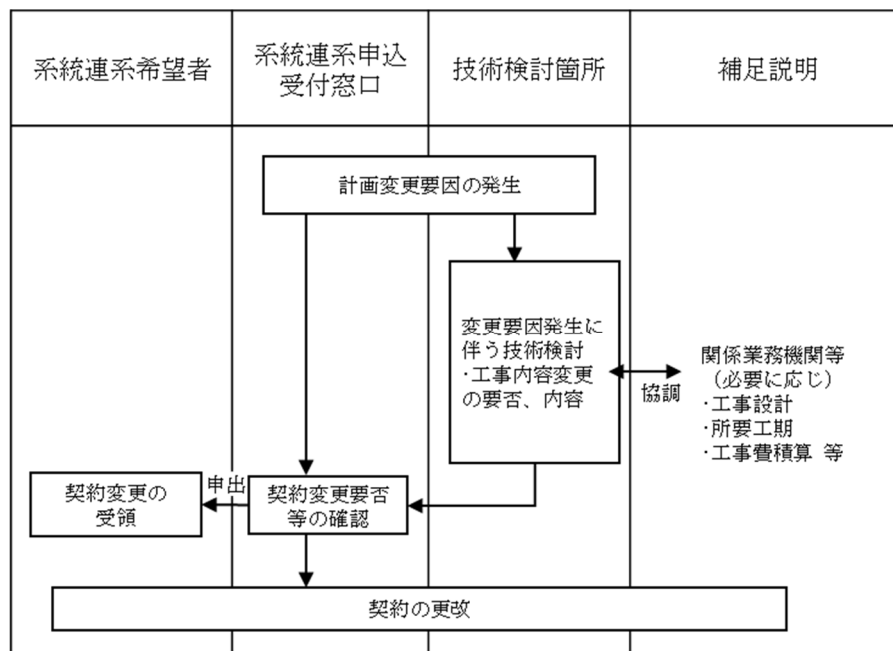 系統連系希望者
系統連系申込
受付窓口
技術検討箇所
補足説明
計画変更要因の発生
変更要因発生に
伴う技術検討
・工事内容変更
の要否、内容
協調
関係業務機関等
（必要に応じ）
・工事設計
・所要工期
・工事費積算 等
契約変更の
受領
申出
契約変更要否
等の確認
契約の更改